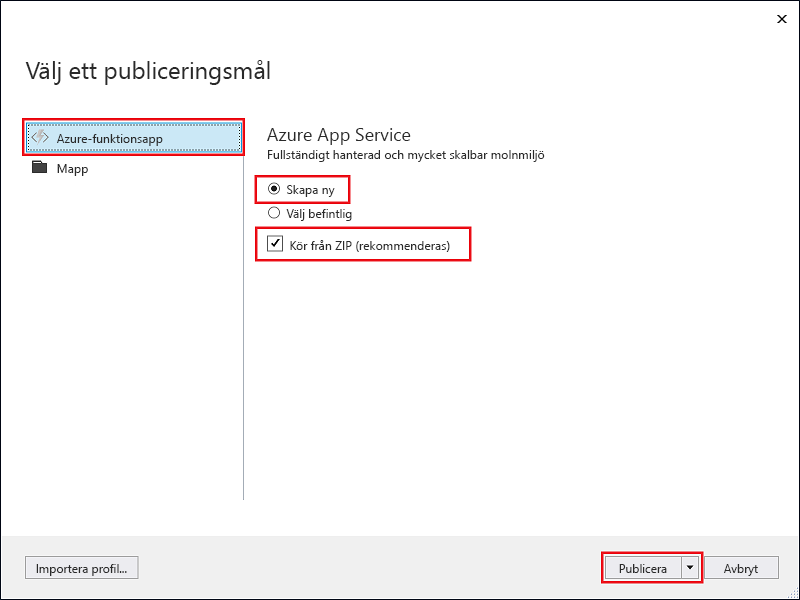 Välj ett publiceringsmål
Azure-funktionsapp
Mapp
Azure App Service
Fullständigt hanterad och mycket skalbar molnmiljö
Skapa ny
Välj befintlig
Kör från ZIP (rekommenderas)
Importera profil...
Publicera
Avbryt